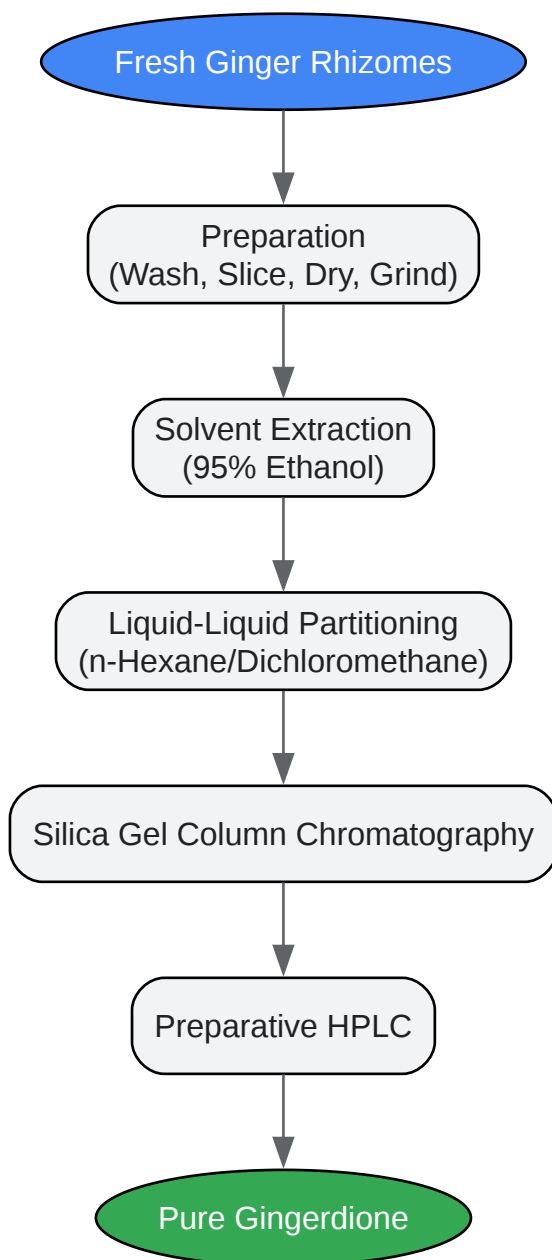 Fresh Ginger Rhizomes
Preparation
(Wash, Slice, Dry, Grind)
Solvent Extraction
(95% Ethanol)
Liquid-Liquid Partitioning
(n-Hexane/Dichloromethane)
Silica Gel Column Chromatography
Preparative HPLC
Pure Gingerdione